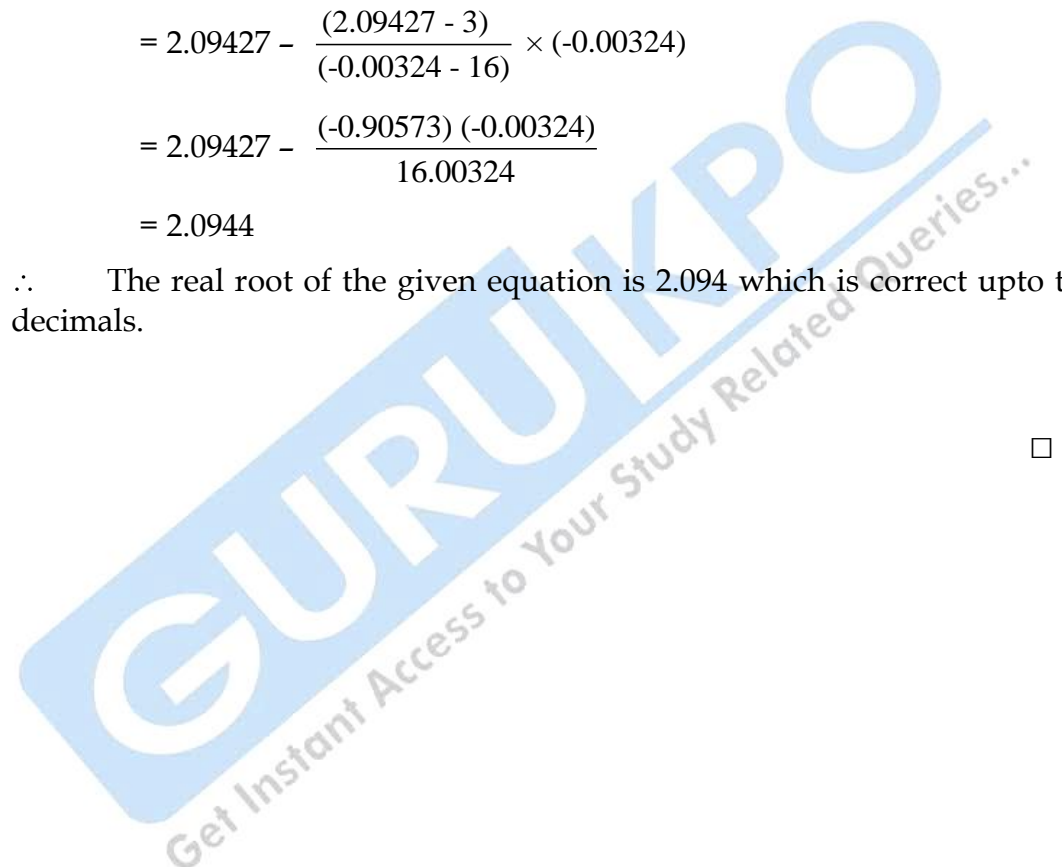 = 2.09427 – (2.09427 - 3) / (-0.00324 - 16) × (-0.00324)
= 2.09427 – (-0.90573) (-0.00324) / 16.00324
= 2.0944
∴ The real root of the given equation is 2.094 which is correct upto t
decimals.
□
GURUKPO
Get Instant Access to Your Study Related Queries...